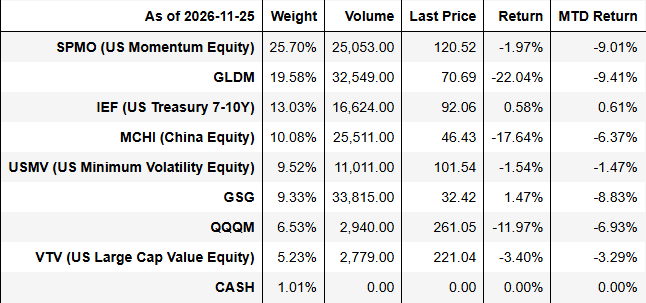 As of 2026-11-25 Weight Volume Last Price Return MTD Return
SPMO (US Momentum Equity) 25.70% 25,053.00 120.52 -1.97% -9.01%
GLDM 19.58% 32,549.00 70.69 -22.04% -9.41%
IEF (US Treasury 7-10Y) 13.03% 16,624.00 92.06 0.58% 0.61%
MCHI (China Equity) 10.08% 25,511.00 46.43 -17.64% -6.37%
USMV (US Minimum Volatility Equity) 9.52% 11,011.00 101.54 -1.54% -1.47%
GSG 9.33% 33,815.00 32.42 1.47% -8.83%
QQQM 6.53% 2,940.00 261.05 -11.97% -6.93%
VTV (US Large Cap Value Equity) 5.23% 2,779.00 221.04 -3.40% -3.29%
CASH 1.01% 0.00 0.00 0.00% 0.00%